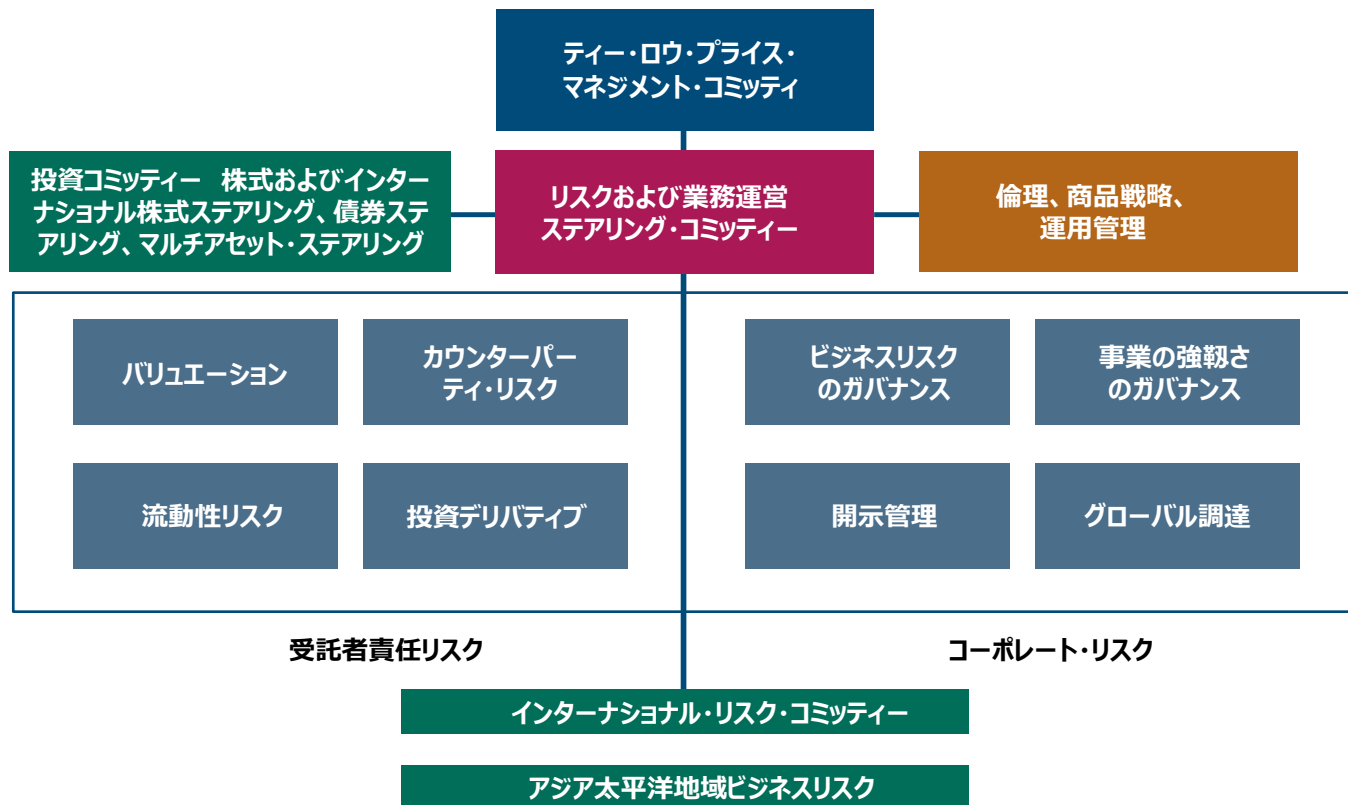 ティー・ロウ・プライス・
マネジメント・コミッティ
投資コミッティー 株式およびインター
ナショナル株式ステアリング、債券ステ
アリング、マルチアセット・ステアリング
リスクおよび業務運営
ステアリング・コミッティー
倫理、商品戦略、
運用管理
バリュエーション
カウンターパー
ティ・リスク
ビジネスリスク
のガバナンス
事業の強靱さ
のガバナンス
流動性リスク
投資デリバティブ
開示管理
グローバル調達
受託者責任リスク
コーポレート・リスク
インターナショナル・リスク・コミッティー
アジア太平洋地域ビジネスリスク